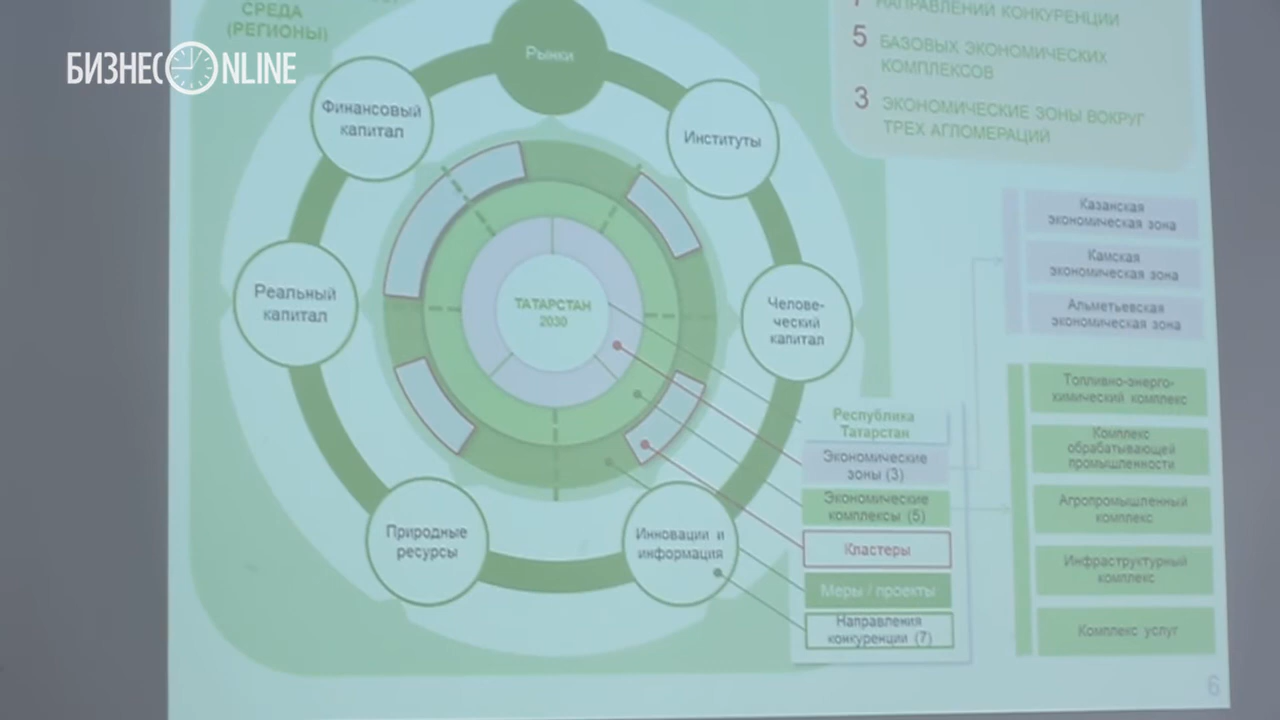 СРЕДА
(РЕГИОНЫ)
БИЗНЕС ONLINE
Рынки
Финансовый
капитал
Институты
Реальный
капитал
ТАТАРСТАН
2030
Челове-
ческий
капитал
Природные
ресурсы
Инновации и
информация
7 НАПРАВЛЕНИЙ КОНКУРЕНЦИИ
5 БАЗОВЫХ ЭКОНОМИЧЕСКИХ
КОМПЛЕКСОВ
3 ЭКОНОМИЧЕСКИЕ ЗОНЫ ВОКРУГ
ТРЕХ АГЛОМЕРАЦИЙ
Республика
Татарстан
Экономические
зоны (3)
Экономические
комплексы (5)
Кластеры
Меры / проекты
Направления
конкуренции (7)
Казанская
экономическая зона
Камская
экономическая зона
Альметьевская
экономическая зона
Топливно-энерго-
химический комплекс
Комплекс
обрабатывающей
промышленности
Агропромышленный
комплекс
Инфраструктурный
комплекс
Комплекс услуг
6